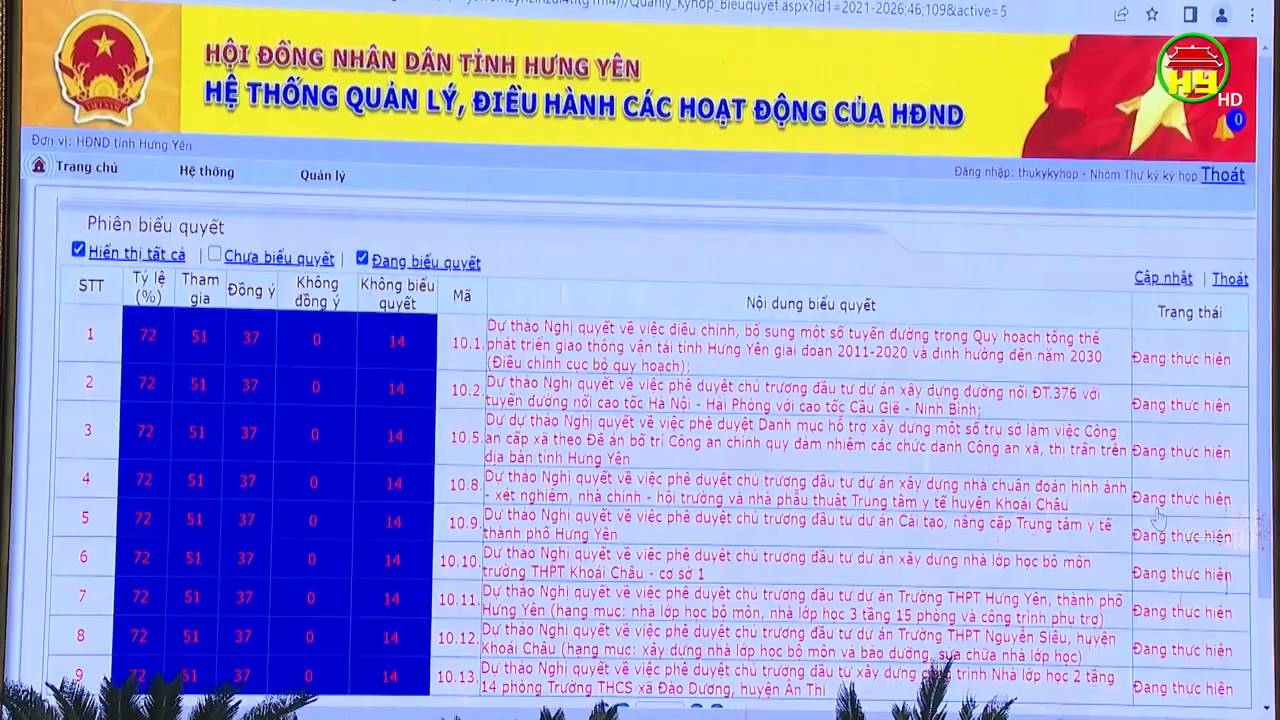 Quanly_Kyhop_Bieuquyet.aspx?id1=2021-2026;46;109&active=5
HỘI ĐỒNG NHÂN DÂN TỈNH HƯNG YÊN
HỆ THỐNG QUẢN LÝ, ĐIỀU HÀNH CÁC HOẠT ĐỘNG CỦA HĐND
HY
HD
0
Đơn vị: HĐND tỉnh Hưng Yên
Trang chủ Hệ thống Quản lý
Đăng nhập: thukykyhop - Nhóm Thư ký kỳ họp Thoát
Phiên biểu quyết
Hiển thị tất cả | Chưa biểu quyết | Đang biểu quyết
Cập nhật | Thoát
STT Tỷ lệ (%) Tham gia Đồng ý Không đồng ý Không biểu quyết Mã Nội dung biểu quyết Trạng thái
1 72 51 37 0 14 10.1. Dự thảo Nghị quyết về việc điều chỉnh, bổ sung một số tuyến đường trong Quy hoạch tổng thể
phát triển giao thông vận tải tỉnh Hưng Yên giai đoạn 2011-2020 và định hướng đến năm 2030
(Điều chỉnh cục bộ quy hoạch); Đang thực hiện
2 72 51 37 0 14 10.2. Dự thảo Nghị quyết về việc phê duyệt chủ trương đầu tư dự án xây dựng đường nối ĐT.376 với
tuyến đường nối cao tốc Hà Nội - Hải Phòng với cao tốc Cầu Giẽ - Ninh Bình; Đang thực hiện
3 72 51 37 0 14 10.5. Dự dự thảo Nghị quyết về việc phê duyệt Danh mục hỗ trợ xây dựng một số trụ sở làm việc Công
an cấp xã theo Đề án bố trí Công an chính quy đảm nhiệm các chức danh Công an xã, thị trấn trên
địa bàn tỉnh Hưng Yên Đang thực hiện
4 72 51 37 0 14 10.8. Dự thảo Nghị quyết về việc phê duyệt chủ trương đầu tư dự án xây dựng nhà chuẩn đoán hình ảnh
- xét nghiệm, nhà chính - hội trường và nhà phẫu thuật Trung tâm y tế huyện Khoái Châu Đang thực hiện
5 72 51 37 0 14 10.9. Dự thảo Nghị quyết về việc phê duyệt chủ trương đầu tư dự án Cải tạo, nâng cấp Trung tâm y tế
thành phố Hưng Yên Đang thực hiện
6 72 51 37 0 14 10.10. Dự thảo Nghị quyết về việc phê duyệt chủ trương đầu tư dự án xây dựng nhà lớp học bộ môn
trường THPT Khoái Châu - cơ sở 1 Đang thực hiện
7 72 51 37 0 14 10.11. Dự thảo Nghị quyết về việc phê duyệt chủ trương đầu tư dự án Trường THPT Hưng Yên, thành phố
Hưng Yên (hạng mục: nhà lớp học bộ môn, nhà lớp học 3 tầng 15 phòng và công trình phụ trợ) Đang thực hiện
8 72 51 37 0 14 10.12. Dự thảo Nghị quyết về việc phê duyệt chủ trương đầu tư dự án Trường THPT Nguyễn Siêu, huyện
Khoái Châu (hạng mục: xây dựng nhà lớp học bộ môn và bảo dưỡng, sửa chữa nhà lớp học) Đang thực hiện
9 72 51 37 0 14 10.13. Dự thảo Nghị quyết về việc phê duyệt chủ trương đầu tư xây dựng công trình Nhà lớp học 2 tầng
14 phòng Trường THCS xã Đào Dương, huyện Ân Thi Đang thực hiện